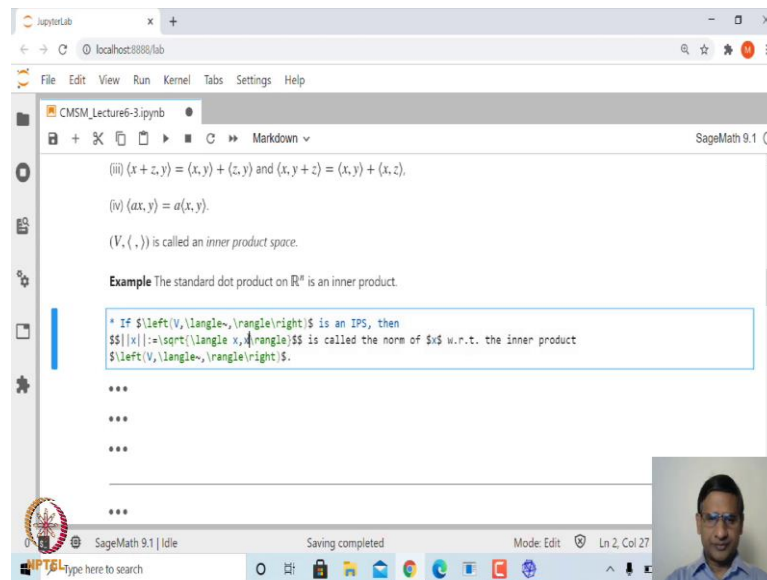 JupyterLab
localhost:8888/lab
M
File Edit View Run Kernel Tabs Settings Help
CMSM_Lecture6-3.ipynb
Markdown
SageMath 9.1
(iii) ⟨x + z, y⟩ = ⟨x, y⟩ + ⟨z, y⟩ and ⟨x, y + z⟩ = ⟨x, y⟩ + ⟨x, z⟩,
(iv) ⟨ax, y⟩ = a⟨x, y⟩.
(V, ⟨ , ⟩) is called an inner product space.
Example The standard dot product on ℝⁿ is an inner product.
* If $\left(V,\langle~,\rangle\right)$ is an IPS, then
$$||x||:=\sqrt{\langle x,x\rangle}$$ is called the norm of $x$ w.r.t. the inner product
$\left(V,\langle~,\rangle\right)$.
•••
•••
•••
•••
SageMath 9.1 | Idle Saving completed Mode: Edit Ln 2, Col 27
NPTEL
Type here to search